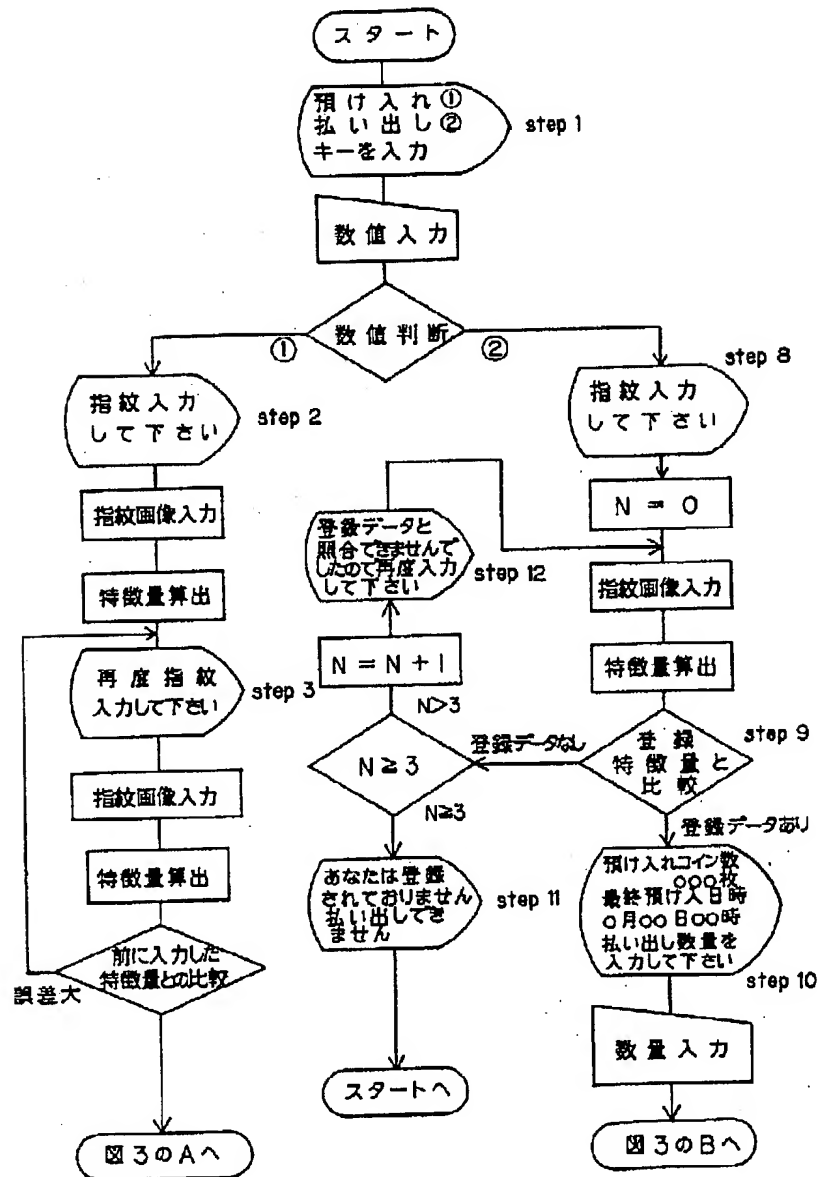 スタート
預け入れ①
払い出し②
キーを入力
step 1
数値入力
数値判断
①
②
指紋入力
して下さい
step 2
指紋画像入力
特徴量算出
再度指紋
入力して下さい
step 3
指紋画像入力
特徴量算出
前に入力した
特徴量との比較
誤差大
図3のAへ
step 8
指紋入力
して下さい
N = 0
指紋画像入力
特徴量算出
step 9
登録
特徴量と
比較
登録データなし
登録データあり
登録データと
照合できませんで
したので再度入力
して下さい
step 12
N = N + 1
N>3
N≧3
N≧3
あなたは登録
されておりません
払い出しでき
ません
step 11
スタートへ
預け入れコイン数
○○○枚
最終預け入日時
○月○○日○○時
払い出し数量を
入力して下さい
step 10
数量入力
図3のBへ